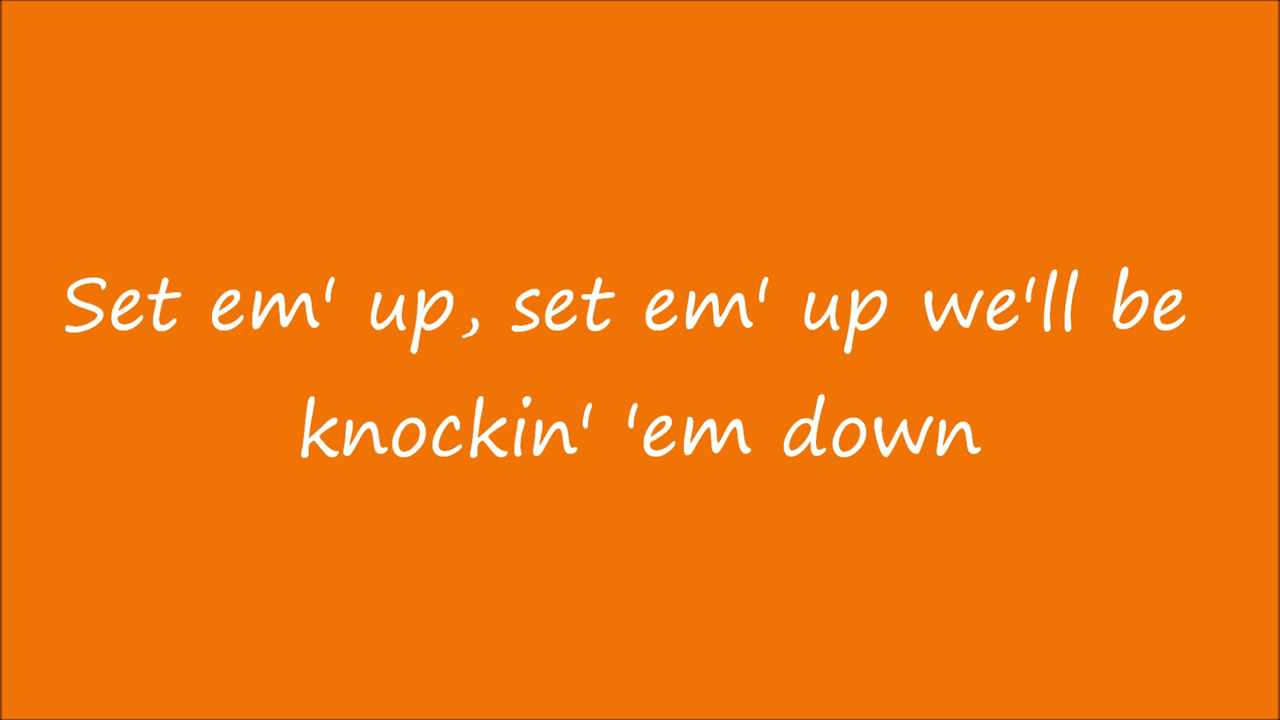 Set em' up, set em' up we'll be
knockin' 'em down